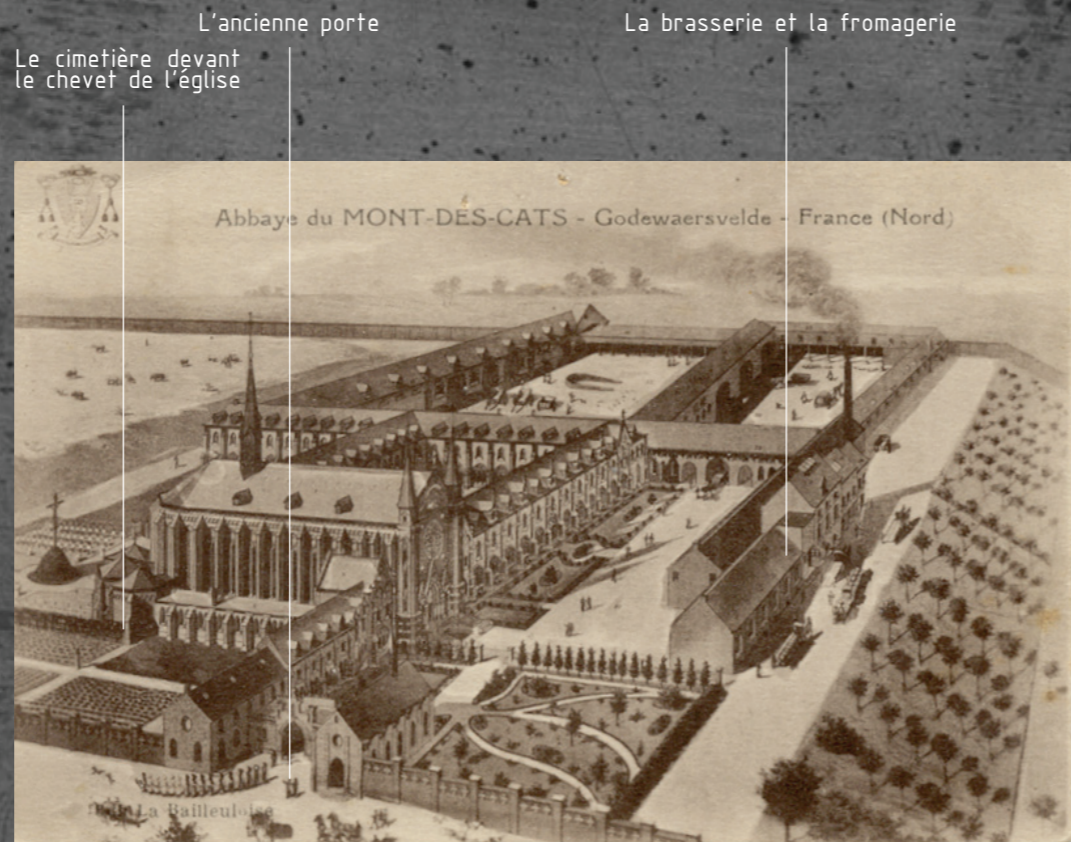 L'ancienne porte
La brasserie et la fromagerie
Le cimetière devant
le chevet de l'église
Abbaye du MONT-DES-CATS - Godewaersvelde - France (Nord)
La Bailleuloise